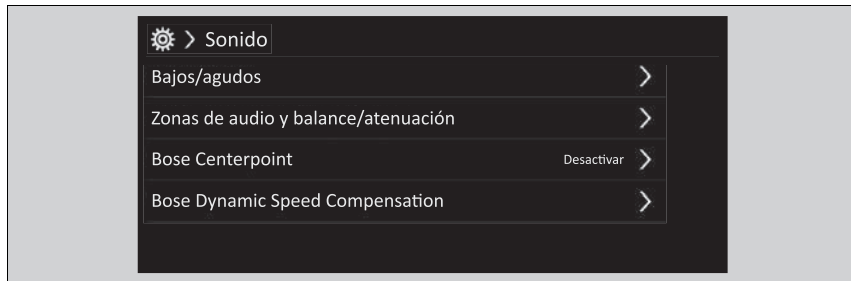 Sonido
Bajos/agudos
Zonas de audio y balance/atenuación
Bose Centerpoint Desactivar
Bose Dynamic Speed Compensation